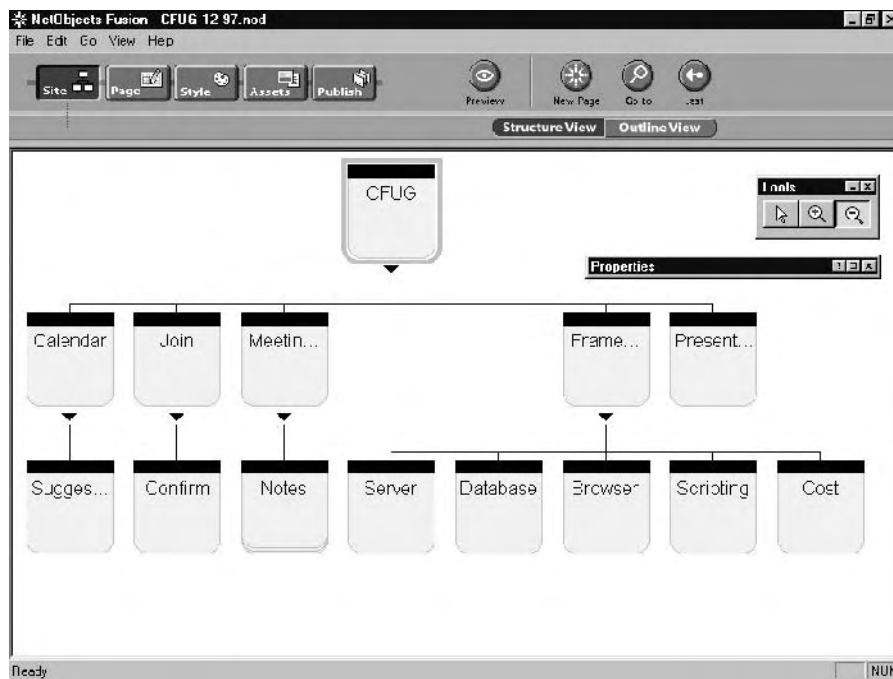 NetObjects Fusion CFUG 12 97.nod
File Edit Go View Help
Site Page Style Assets Publish Preview New Page Go to Last
Structure View Outline View
CFUG
Tools
Properties
Calendar Join Meetin... Frame... Present...
Sugges... Confirm Notes Server Database Browser Scripting Cost
Ready NUM